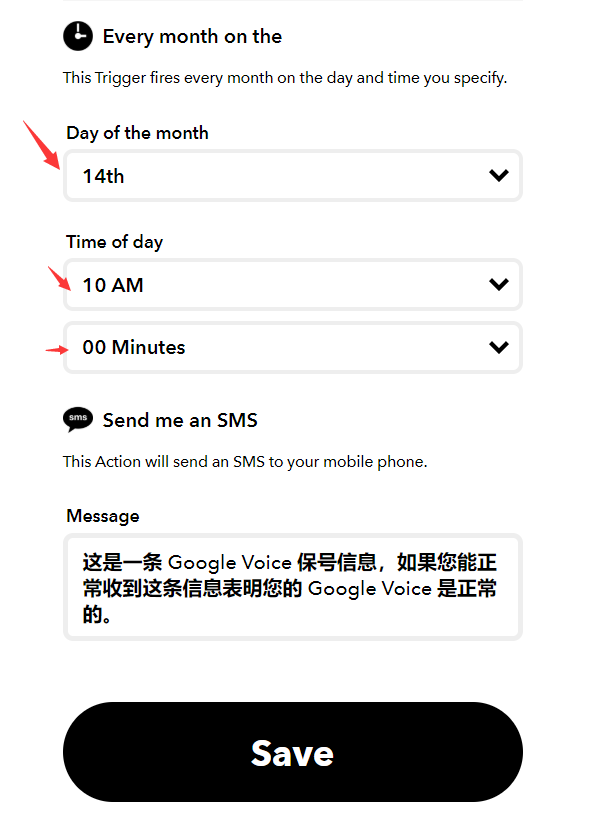 Every month on the
This Trigger fires every month on the day and time you specify.
Day of the month
14th
Time of day
10 AM
00 Minutes
sms
Send me an SMS
This Action will send an SMS to your mobile phone.
Message
这是一条 Google Voice 保号信息，如果您能正
常收到这条信息表明您的 Google Voice 是正常
的。
Save